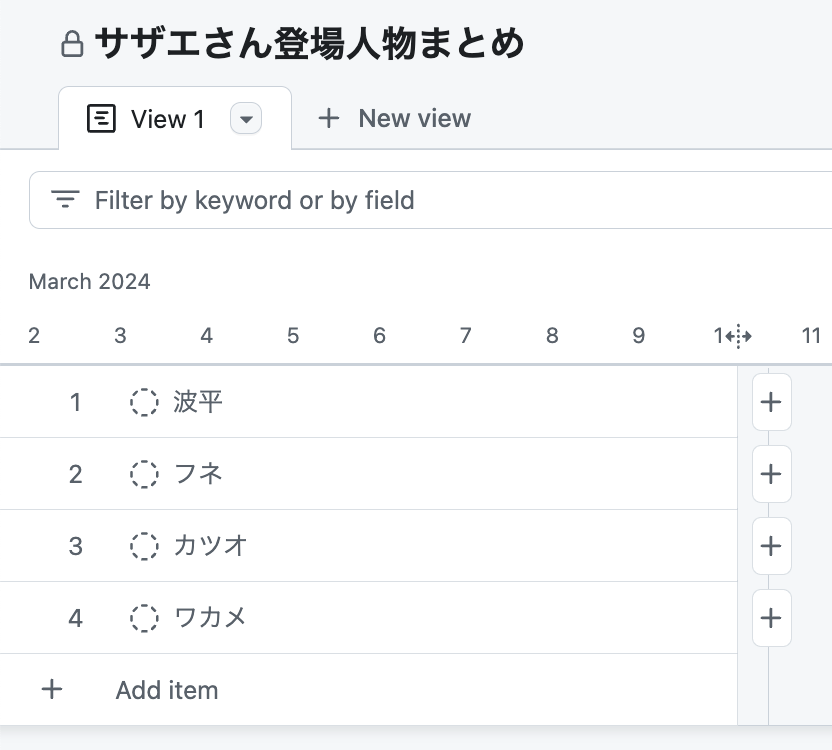 サザエさん登場人物まとめ
View 1
New view
Filter by keyword or by field
March 2024
2 3 4 5 6 7 8 9 1 11
1 波平
2 フネ
3 カツオ
4 ワカメ
Add item